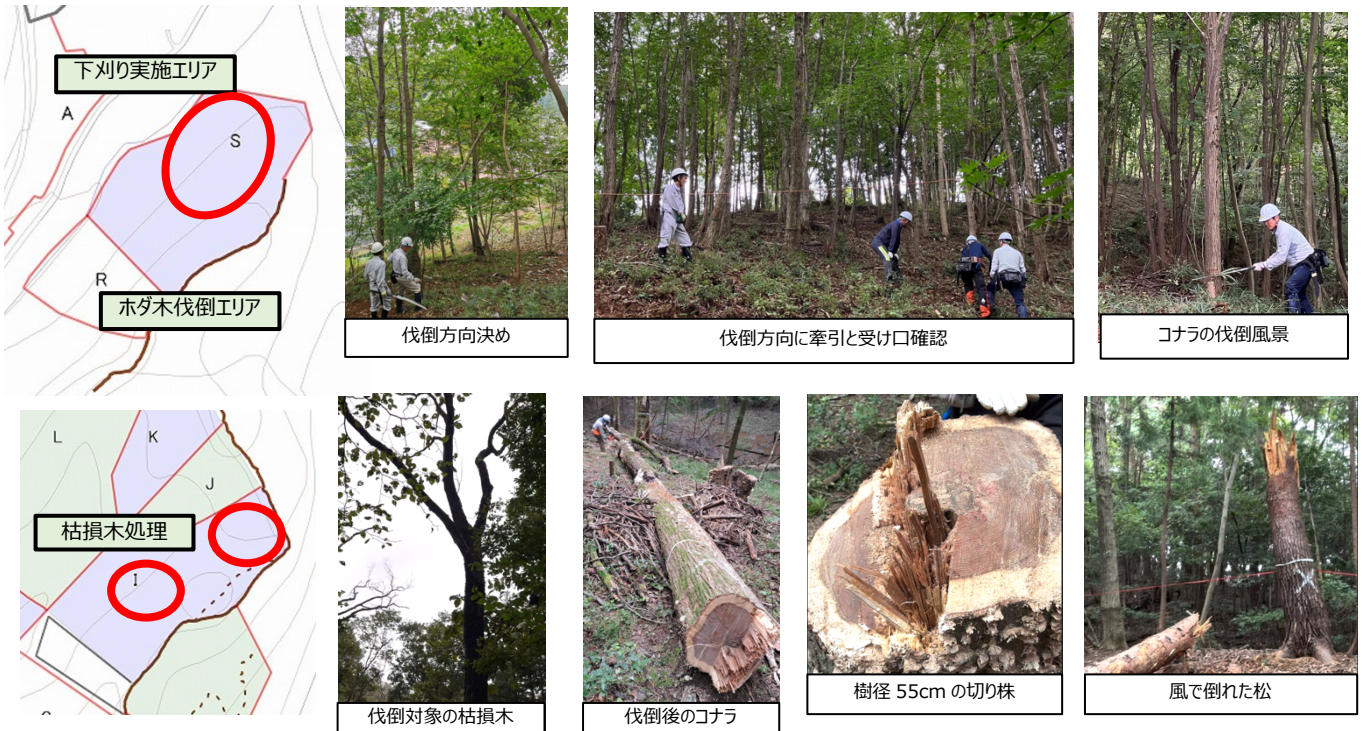 下刈り実施エリア
A
S
R
ホダ木伐倒エリア
伐倒方向決め
伐倒方向に牽引と受け口確認
コナラの伐倒風景
L
K
J
枯損木処理
I
伐倒対象の枯損木
伐倒後のコナラ
樹径 55cm の切り株
風で倒れた松